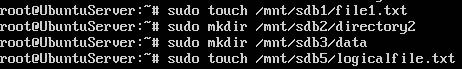 root@UbuntuServer:~# sudo touch /mnt/sdb1/file1.txt
root@UbuntuServer:~# sudo mkdir /mnt/sdb2/directory2
root@UbuntuServer:~# sudo mkdir /mnt/sdb3/data
root@UbuntuServer:~# sudo touch /mnt/sdb5/logicalfile.txt